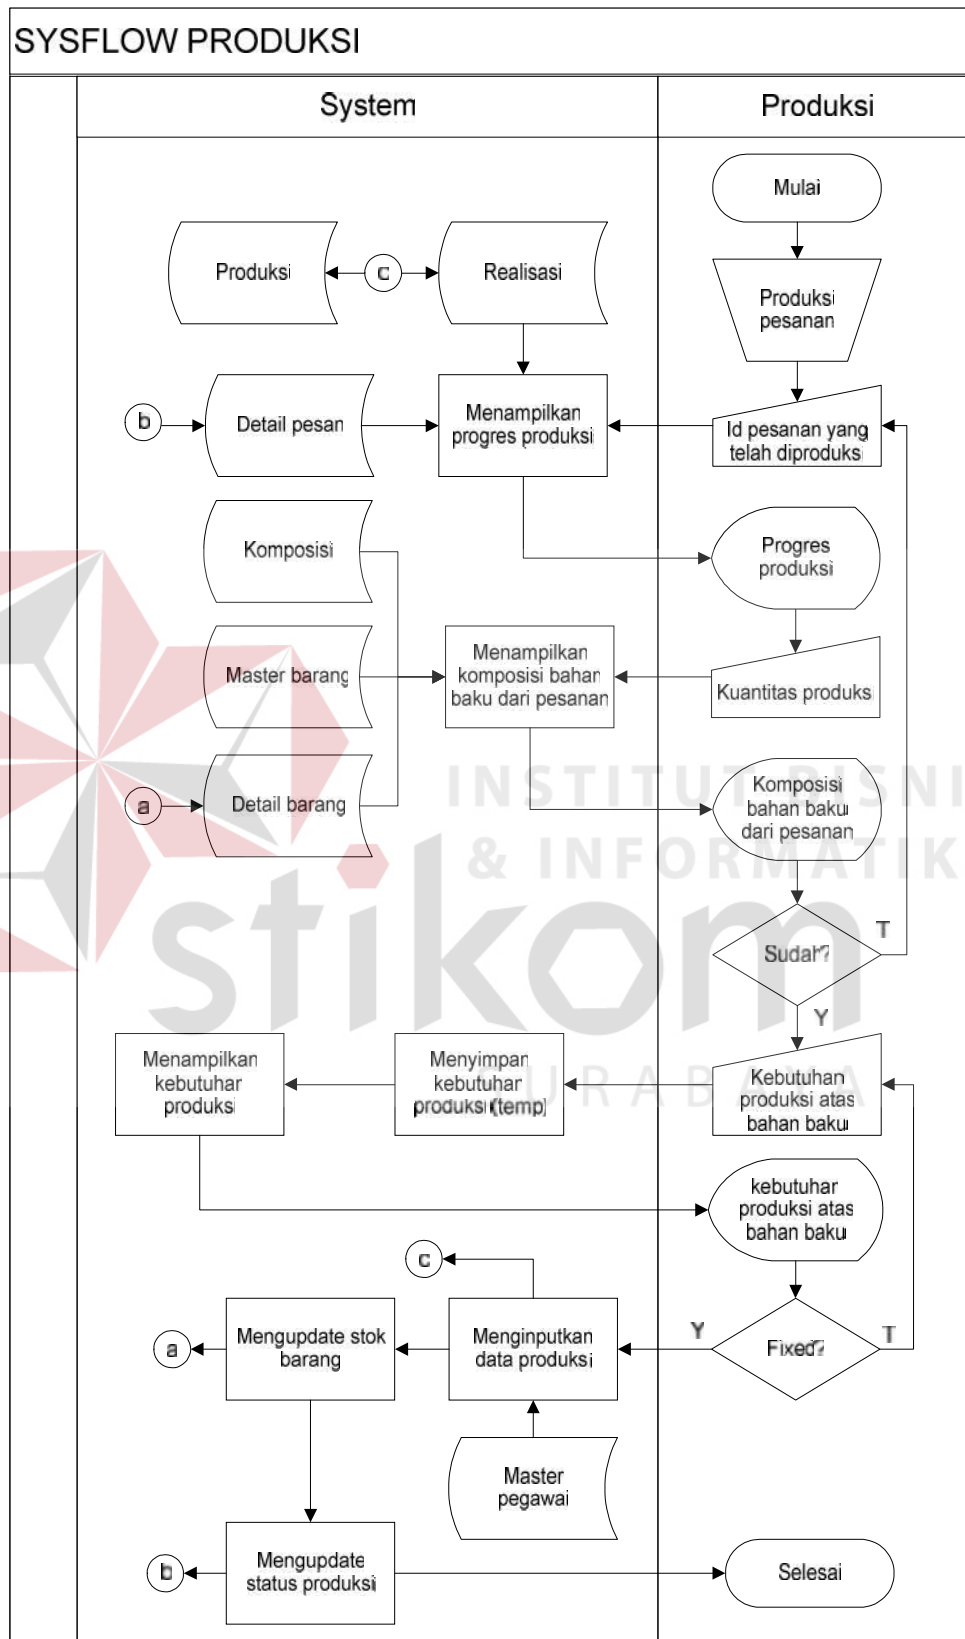 SYSFLOW PRODUKSI
System
Produksi
Mulai
Produksi
c
Realisasi
Produksi
pesanan
b
Detail pesan
Menampilkan
progres produksi
Id pesanan yang
telah diproduksi
Komposisi
Progres
produksi
Master barang
Menampilkan
komposisi bahan
baku dari pesanan
Kuantitas produksi
a
Detail barang
Komposisi
bahan baku
dari pesanan
INSTITUT BISNI
& INFORMATIK
stikom
SURABAYA
Sudah?
T
Y
Menampilkan
kebutuhan
produksi
Menyimpan
kebutuhan
produksi (temp)
Kebutuhan
produksi atas
bahan baku
kebutuhan
produksi atas
bahan baku
c
a
Mengupdate stok
barang
Menginputkan
data produksi
Y
Fixed?
T
Master
pegawai
b
Mengupdate
status produksi
Selesai